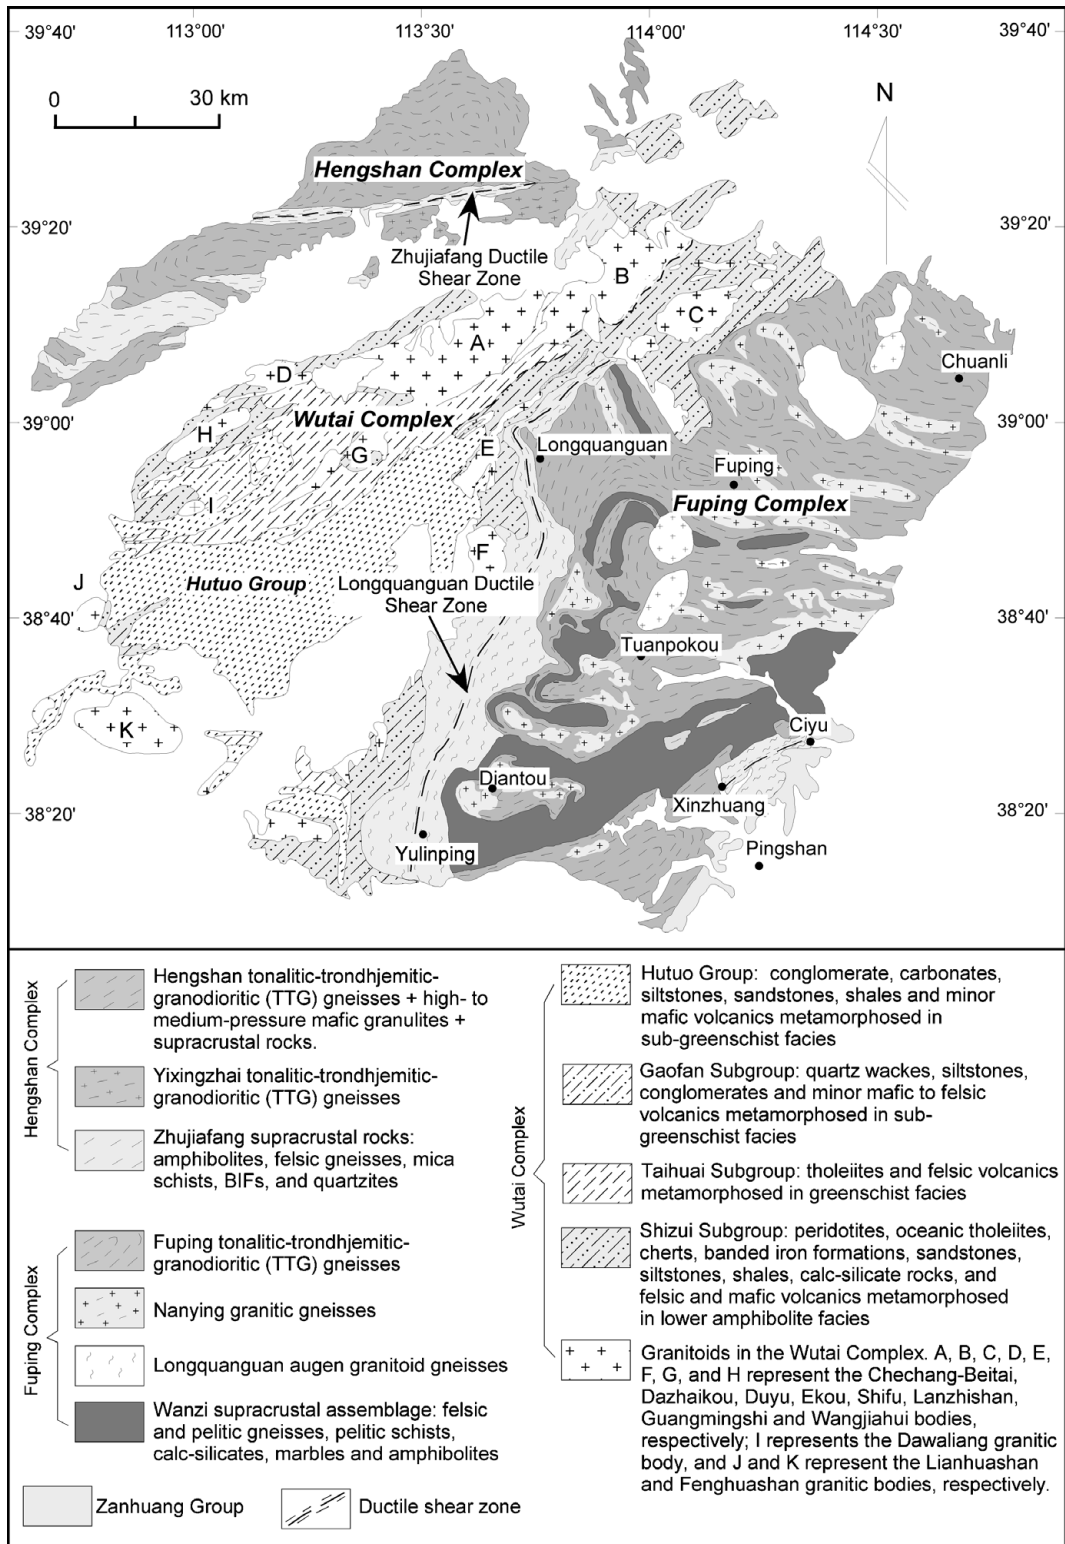 39°40'
113°00'
113°30'
114°00'
114°30'
39°40'
0
30 km
N
Hengshan Complex
39°20'
39°20'
Zhujiafang Ductile
Shear Zone
B
C
A
D
Chuanli
39°00'
Wutai Complex
39°00'
H
G
E
Longquanguan
Fuping
I
Fuping Complex
F
J
Hutuo Group
Longquanguan Ductile
Shear Zone
38°40'
38°40'
Tuanpokou
K
Ciyu
Diantou
Xinzhuang
38°20'
38°20'
Yulinping
Pingshan
Hengshan Complex
Hengshan tonalitic-trondhjemitic-
granodioritic (TTG) gneisses + high- to
medium-pressure mafic granulites +
supracrustal rocks.
Yixingzhai tonalitic-trondhjemitic-
granodioritic (TTG) gneisses
Zhujiafang supracrustal rocks:
amphibolites, felsic gneisses, mica
schists, BIFs, and quartzites
Fuping Complex
Fuping tonalitic-trondhjemitic-
granodioritic (TTG) gneisses
Nanying granitic gneisses
Longquanguan augen granitoid gneisses
Wanzi supracrustal assemblage: felsic
and pelitic gneisses, pelitic schists,
calc-silicates, marbles and amphibolites
Zanhuang Group
Ductile shear zone
Wutai Complex
Hutuo Group: conglomerate, carbonates,
siltstones, sandstones, shales and minor
mafic volcanics metamorphosed in
sub-greenschist facies
Gaofan Subgroup: quartz wackes, siltstones,
conglomerates and minor mafic to felsic
volcanics metamorphosed in sub-
greenschist facies
Taihuai Subgroup: tholeiites and felsic volcanics
metamorphosed in greenschist facies
Shizui Subgroup: peridotites, oceanic tholeiites,
cherts, banded iron formations, sandstones,
siltstones, shales, calc-silicate rocks, and
felsic and mafic volcanics metamorphosed
in lower amphibolite facies
Granitoids in the Wutai Complex. A, B, C, D, E,
F, G, and H represent the Chechang-Beitai,
Dazhaikou, Duyu, Ekou, Shifu, Lanzhishan,
Guangmingshi and Wangjiahui bodies,
respectively; I represents the Dawaliang granitic
body, and J and K represent the Lianhuashan
and Fenghuashan granitic bodies, respectively.